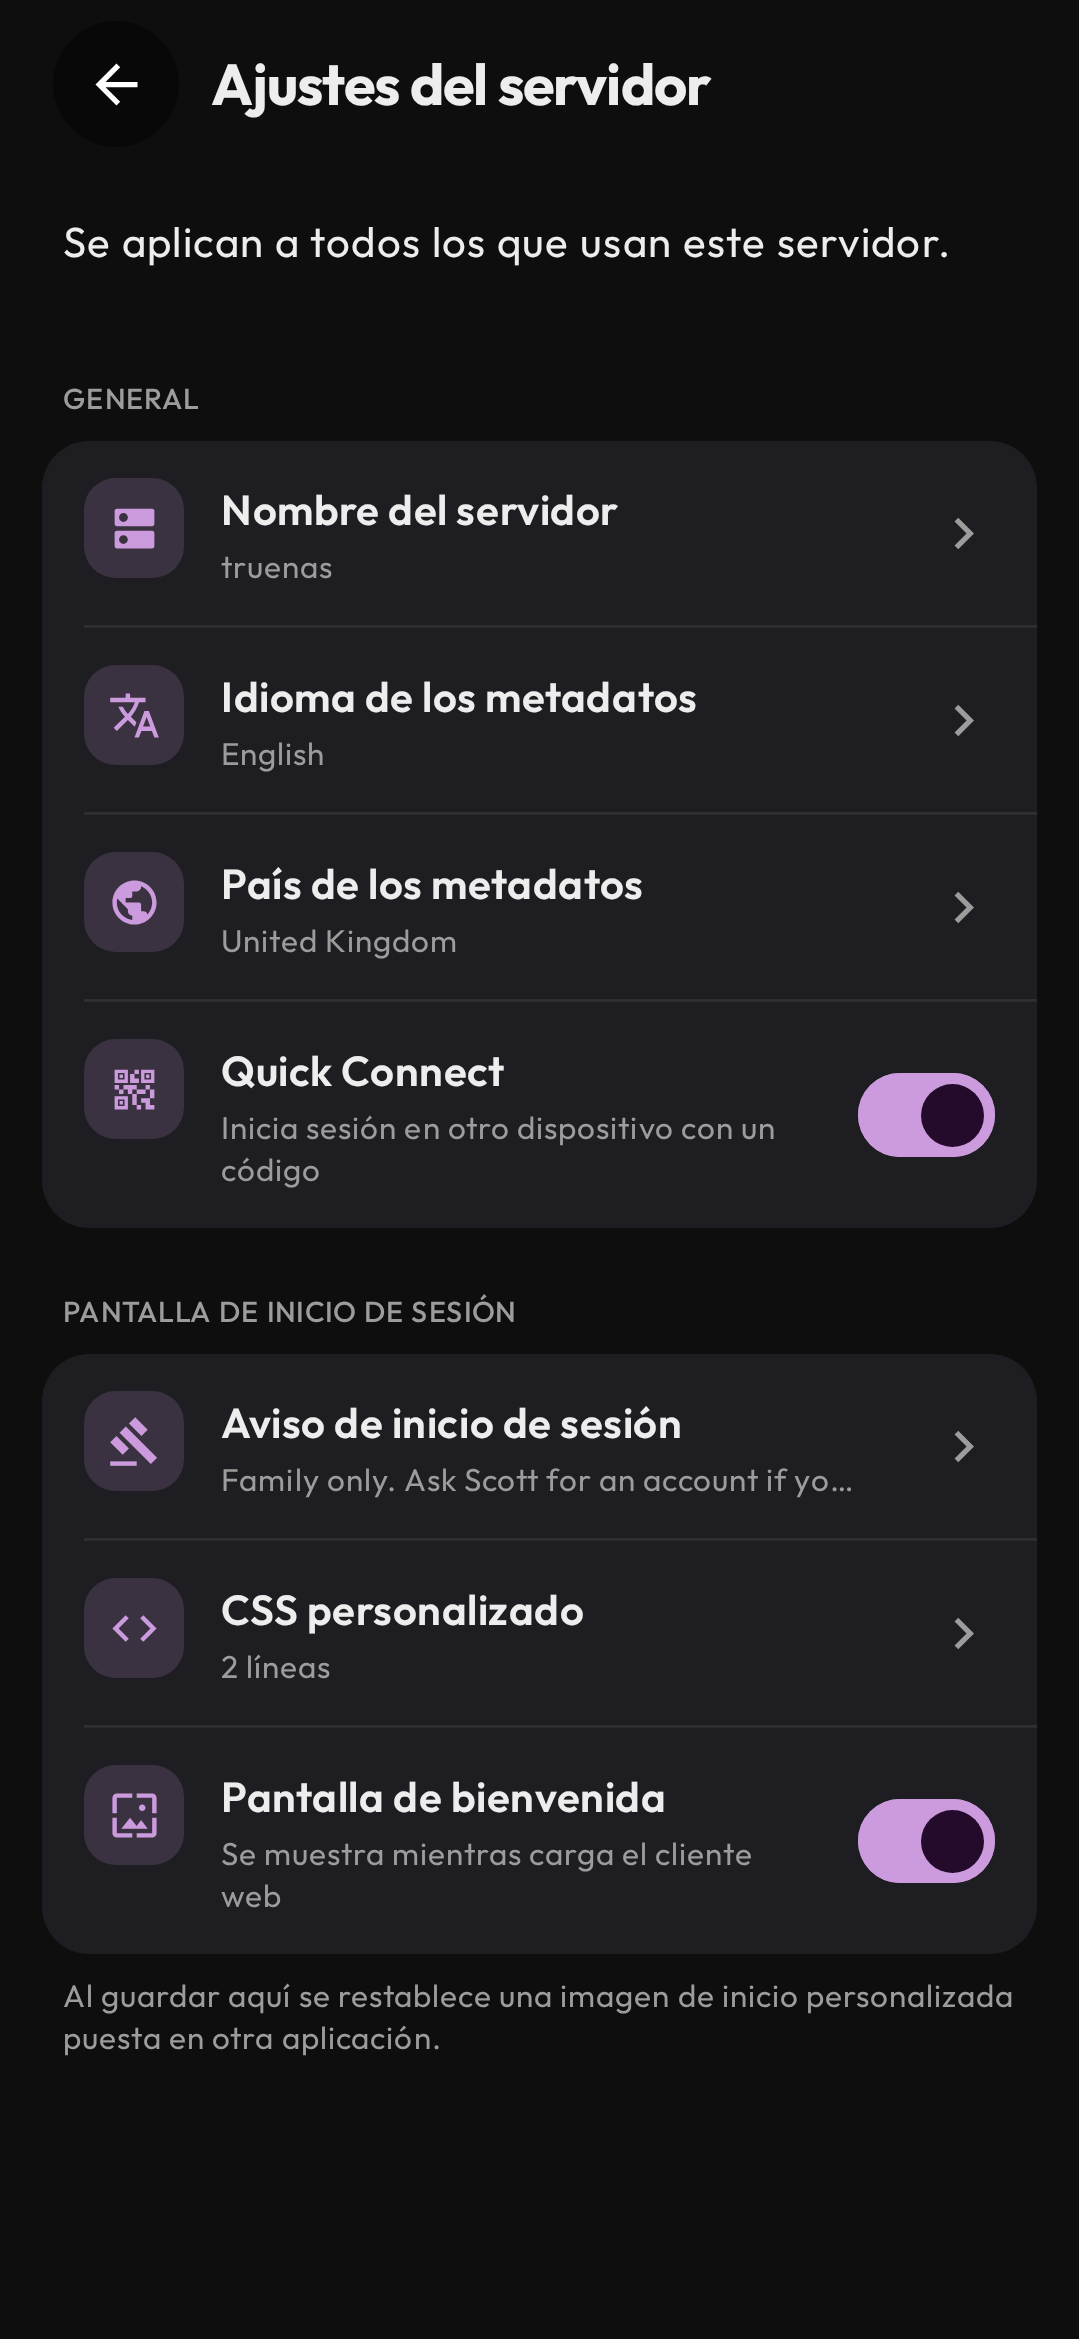 Ajustes del servidor
Se aplican a todos los que usan este servidor.
GENERAL
Nombre del servidor
truenas
Idioma de los metadatos
English
País de los metadatos
United Kingdom
Quick Connect
Inicia sesión en otro dispositivo con un
código
PANTALLA DE INICIO DE SESIÓN
Aviso de inicio de sesión
Family only. Ask Scott for an account if yo...
CSS personalizado
2 líneas
Pantalla de bienvenida
Se muestra mientras carga el cliente
web
Al guardar aquí se restablece una imagen de inicio personalizada
puesta en otra aplicación.